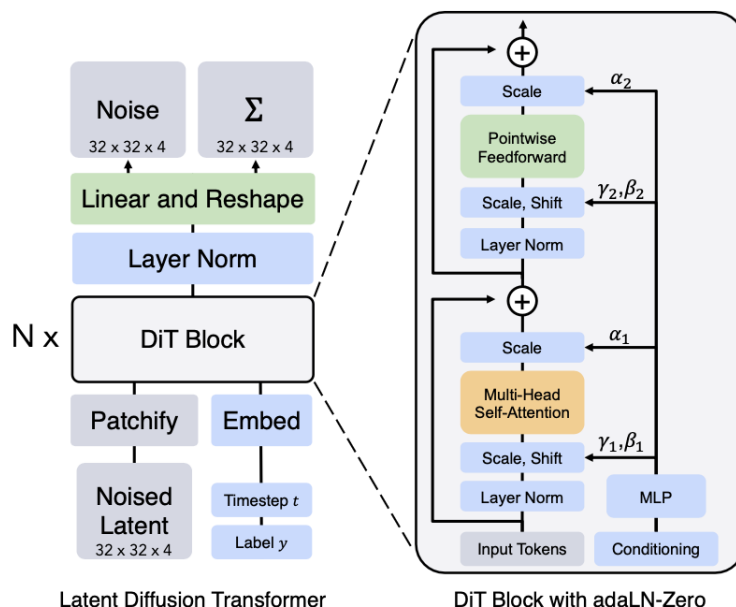 Noise
32 x 32 x 4
Σ
32 x 32 x 4
Linear and Reshape
Layer Norm
N x
DiT Block
Patchify
Embed
Noised
Latent
32 x 32 x 4
Timestep t
Label y
Latent Diffusion Transformer
Scale
α₂
Pointwise
Feedforward
Scale, Shift
γ₂,β₂
Layer Norm
Scale
α₁
Multi-Head
Self-Attention
Scale, Shift
γ₁,β₁
Layer Norm
MLP
Input Tokens
Conditioning
DiT Block with adaLN-Zero